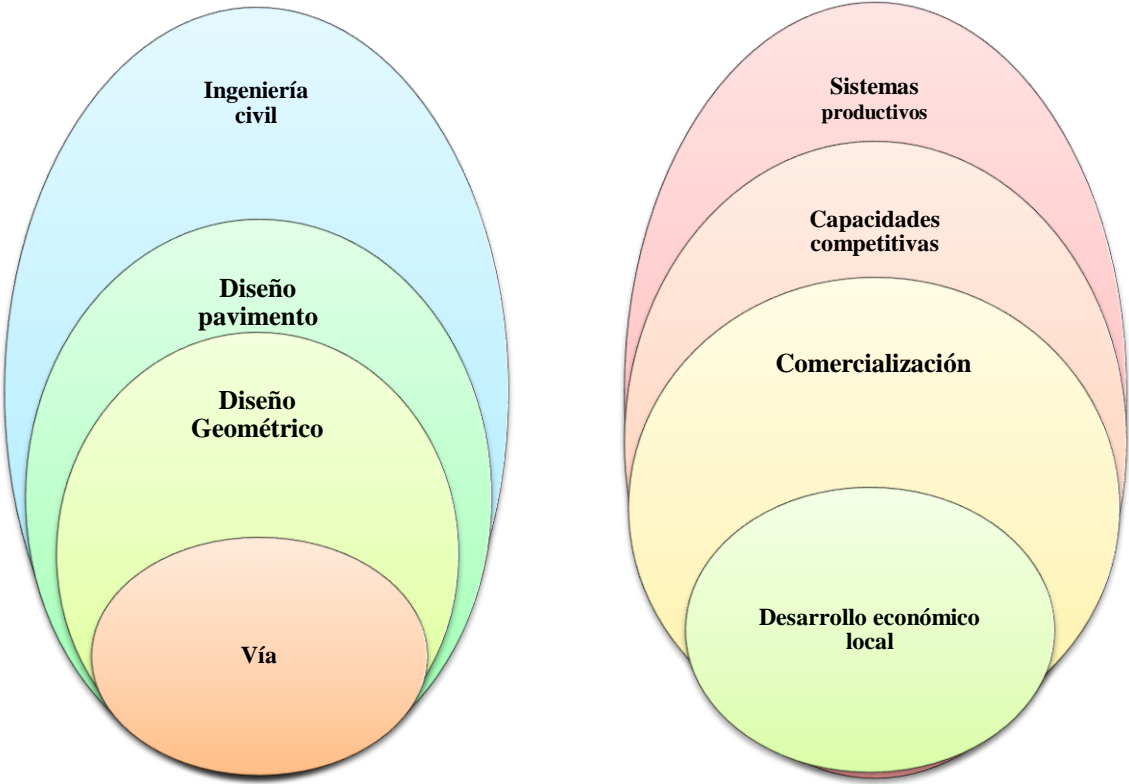 Ingeniería
civil
Diseño
pavimento
Diseño
Geométrico
Vía
Sistemas
productivos
Capacidades
competitivas
Comercialización
Desarrollo económico
local